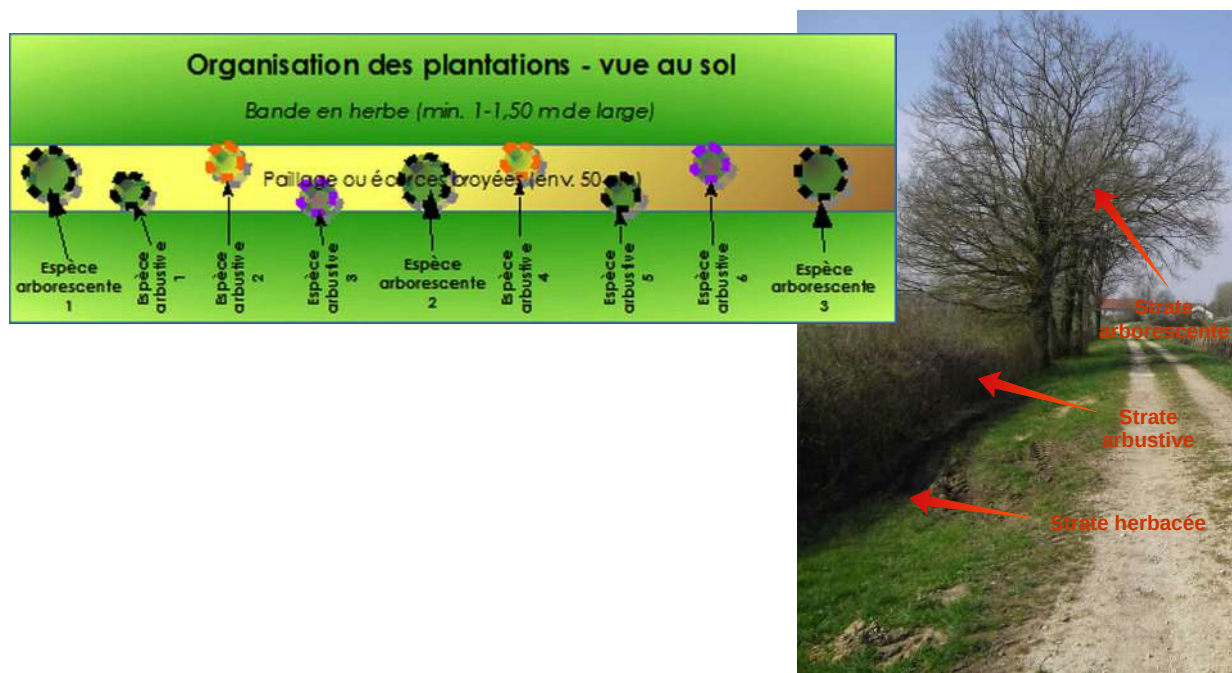 Organisation des plantations - vue au sol
Bande en herbe (min. 1-1,50 m de large)
Paillage ou écorces broyées (env. 50
Espèce
arborescente
1
Espèce
arbustive
1
Espèce
arbustive
2
Espèce
arbustive
3
Espèce
arborescente
2
Espèce
arbustive
4
Espèce
arbustive
5
Espèce
arbustive
6
Espèce
arborescente
3
Strate
arborescente
Strate
arbustive
Strate herbacée